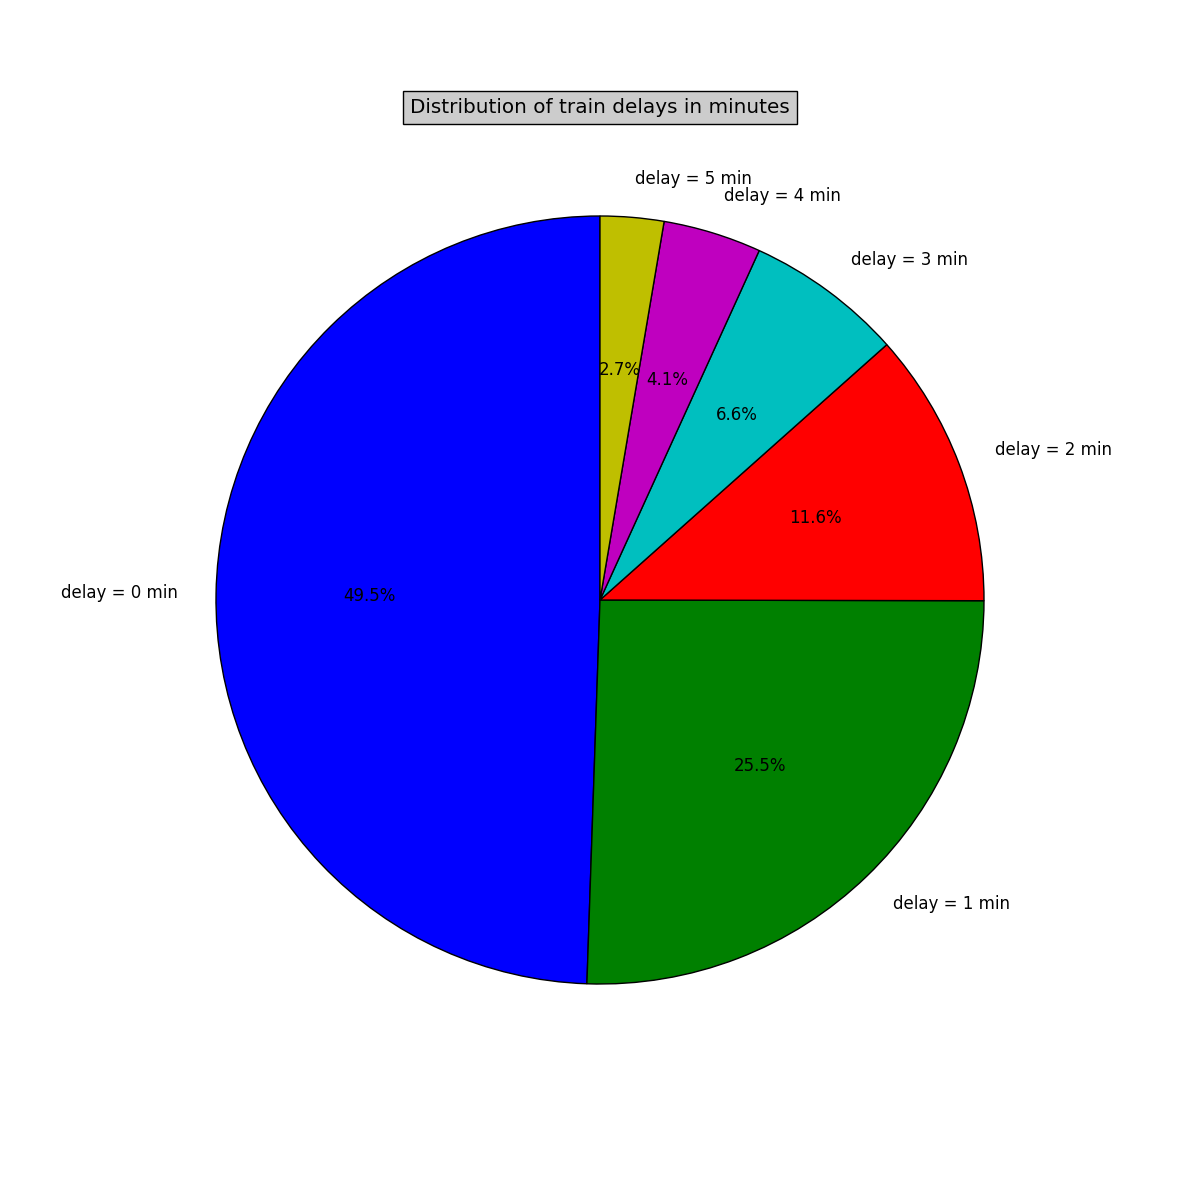 Distribution of train delays in minutes
delay = 5 min
delay = 4 min
delay = 3 min
2.7%
4.1%
6.6%
delay = 2 min
11.6%
delay = 0 min
49.5%
25.5%
delay = 1 min